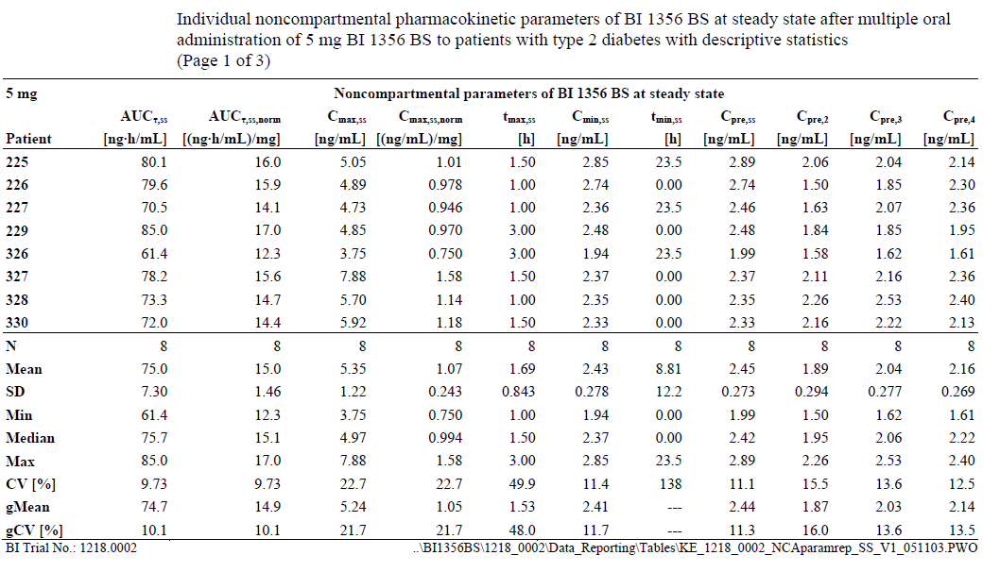 Individual noncompartmental pharmacokinetic parameters of BI 1356 BS at steady state after multiple oral
administration of 5 mg BI 1356 BS to patients with type 2 diabetes with descriptive statistics
(Page 1 of 3)
5 mg Noncompartmental parameters of BI 1356 BS at steady state
AUCτ,ss AUCτ,ss,norm Cmax,ss Cmax,ss,norm tmax,ss Cmin,ss tmin,ss Cpre,ss Cpre,2 Cpre,3 Cpre,4
Patient [ng·h/mL] [(ng·h/mL)/mg] [ng/mL] [(ng/mL)/mg] [h] [ng/mL] [h] [ng/mL] [ng/mL] [ng/mL] [ng/mL]
225 80.1 16.0 5.05 1.01 1.50 2.85 23.5 2.89 2.06 2.04 2.14
226 79.6 15.9 4.89 0.978 1.00 2.74 0.00 2.74 1.50 1.85 2.30
227 70.5 14.1 4.73 0.946 1.00 2.36 23.5 2.46 1.63 2.07 2.36
229 85.0 17.0 4.85 0.970 3.00 2.48 0.00 2.48 1.84 1.85 1.95
326 61.4 12.3 3.75 0.750 3.00 1.94 23.5 1.99 1.58 1.62 1.61
327 78.2 15.6 7.88 1.58 1.50 2.37 0.00 2.37 2.11 2.16 2.36
328 73.3 14.7 5.70 1.14 1.00 2.35 0.00 2.35 2.26 2.53 2.40
330 72.0 14.4 5.92 1.18 1.50 2.33 0.00 2.33 2.16 2.22 2.13
N 8 8 8 8 8 8 8 8 8 8 8
Mean 75.0 15.0 5.35 1.07 1.69 2.43 8.81 2.45 1.89 2.04 2.16
SD 7.30 1.46 1.22 0.243 0.843 0.278 12.2 0.273 0.294 0.277 0.269
Min 61.4 12.3 3.75 0.750 1.00 1.94 0.00 1.99 1.50 1.62 1.61
Median 75.7 15.1 4.97 0.994 1.50 2.37 0.00 2.42 1.95 2.06 2.22
Max 85.0 17.0 7.88 1.58 3.00 2.85 23.5 2.89 2.26 2.53 2.40
CV [%] 9.73 9.73 22.7 22.7 49.9 11.4 138 11.1 15.5 13.6 12.5
gMean 74.7 14.9 5.24 1.05 1.53 2.41 --- 2.44 1.87 2.03 2.14
gCV [%] 10.1 10.1 21.7 21.7 48.0 11.7 --- 11.3 16.0 13.6 13.5
BI Trial No.: 1218.0002 ..\BI1356BS\1218_0002\Data_Reporting\Tables\KE_1218_0002_NCAparamrep_SS_V1_051103.PWO